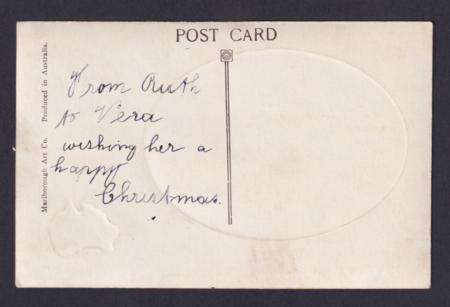 POST CARD
Marlborough Art Co. Produced in Australia.
From Ruth
to Vera
wishing her a
happy
Christmas.